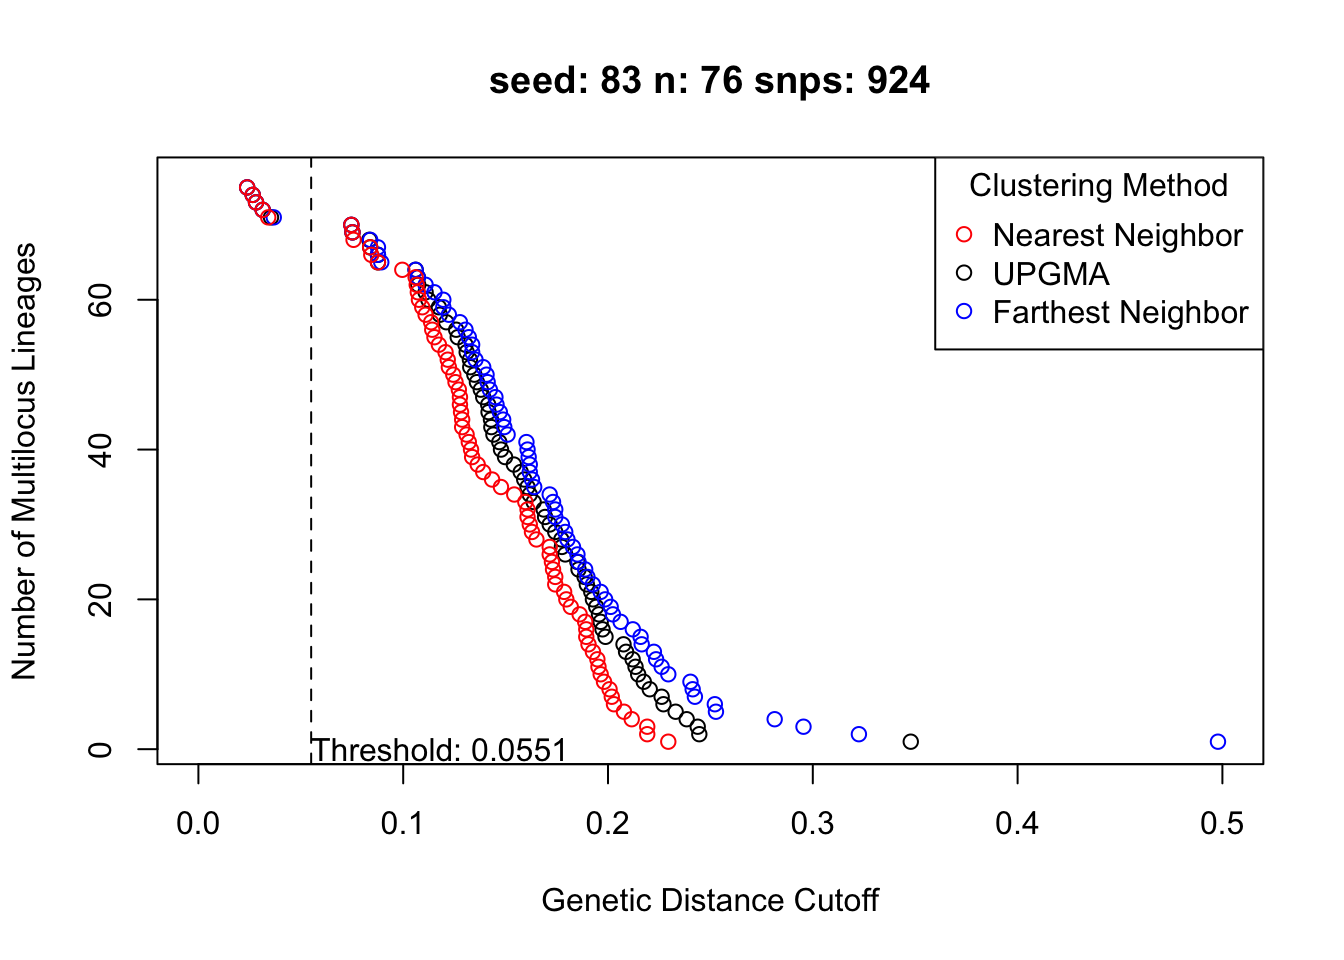 seed: 83 n: 76 snps: 924
Number of Multilocus Lineages
60
40
20
0
Clustering Method
Nearest Neighbor
UPGMA
Farthest Neighbor
Threshold: 0.0551
0.0 0.1 0.2 0.3 0.4 0.5
Genetic Distance Cutoff